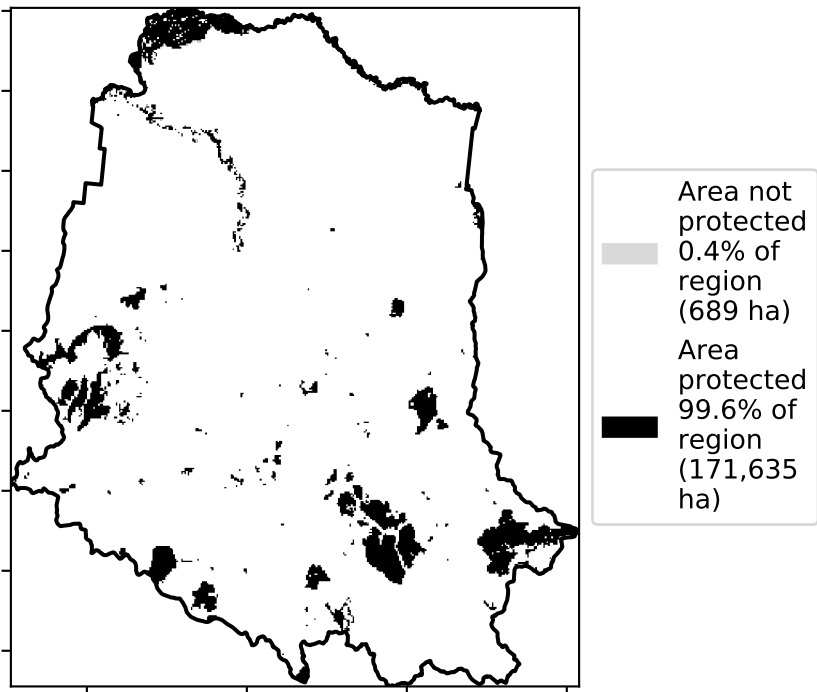 Area not
protected
0.4% of
region
(689 ha)
Area
protected
99.6% of
region
(171,635
ha)